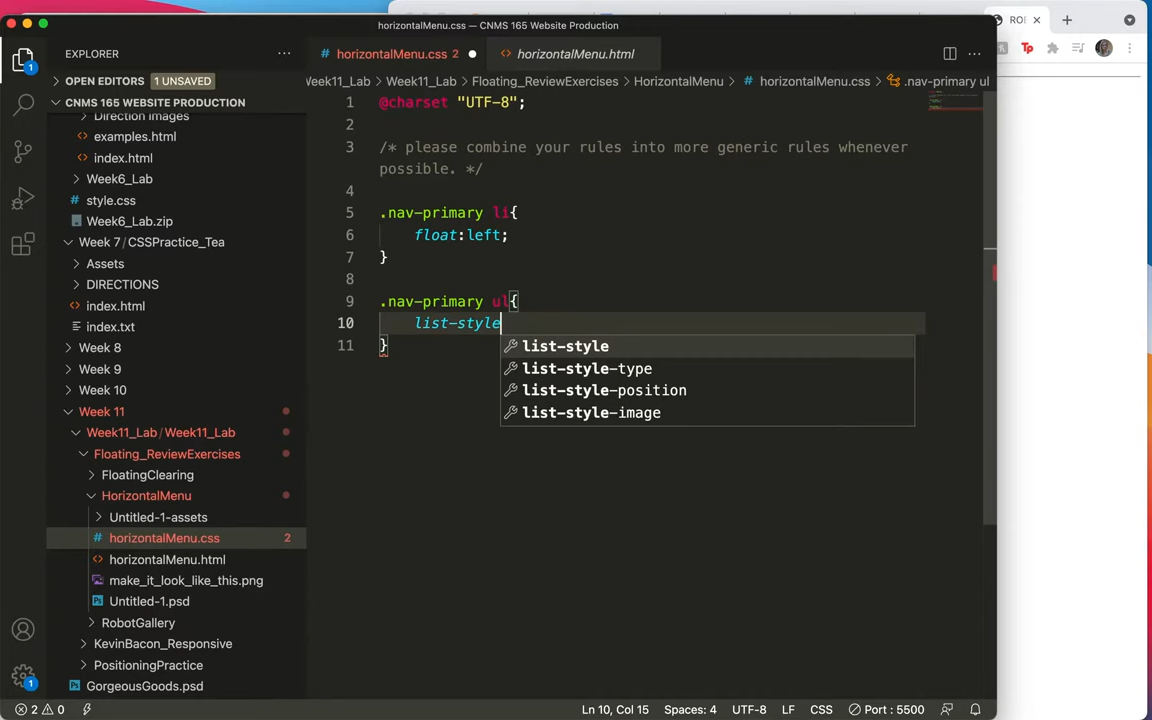 horizontalMenu.css — CNMS 165 Website Production
ROI
EXPLORER
horizontalMenu.css 2
horizontalMenu.html
OPEN EDITORS 1 UNSAVED
Week11_Lab > Week11_Lab > Floating_ReviewExercises > HorizontalMenu > # horizontalMenu.css > .nav-primary ul
CNMS 165 WEBSITE PRODUCTION
Direction images
examples.html
index.html
Week6_Lab
# style.css
Week6_Lab.zip
Week 7 / CSSPractice_Tea
Assets
DIRECTIONS
index.html
index.txt
Week 8
Week 9
Week 10
Week 11
Week11_Lab / Week11_Lab
Floating_ReviewExercises
FloatingClearing
HorizontalMenu
Untitled-1-assets
# horizontalMenu.css 2
horizontalMenu.html
make_it_look_like_this.png
Untitled-1.psd
RobotGallery
KevinBacon_Responsive
PositioningPractice
GorgeousGoods.psd
1 @charset "UTF-8";
2
3 /* please combine your rules into more generic rules whenever
possible. */
4
5 .nav-primary li{
6 float:left;
7 }
8
9 .nav-primary ul{
10 list-style
11 }
list-style
list-style-type
list-style-position
list-style-image
1
1
Tp
2 0
Ln 10, Col 15 Spaces: 4 UTF-8 LF CSS Port : 5500